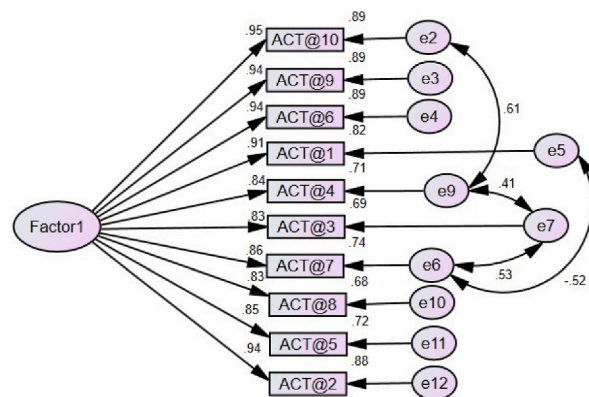 .89
.95 ACT@10 e2
.89
.94 ACT@9 e3
.89
.94 ACT@6 e4
.82 .61
.91 ACT@1 e5
.71
.84 ACT@4 e9 .41
.69
Factor1 .83 ACT@3 e7
.74
.86 ACT@7 e6 .53 -.52
.68
.83 ACT@8 e10
.72
.85 ACT@5 e11
.88
.94 ACT@2 e12